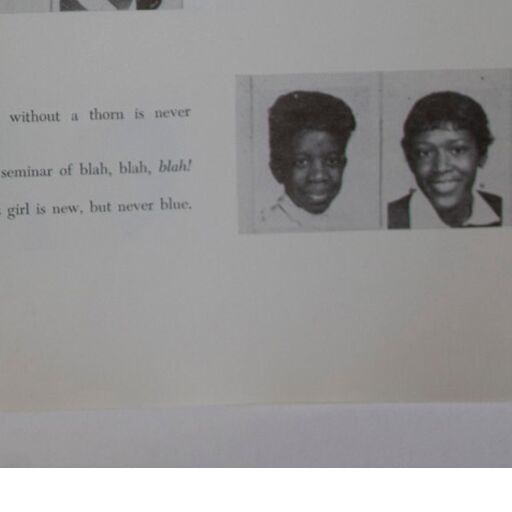 without a thorn is never
seminar of blah, blah, blah!
girl is new, but never blue.